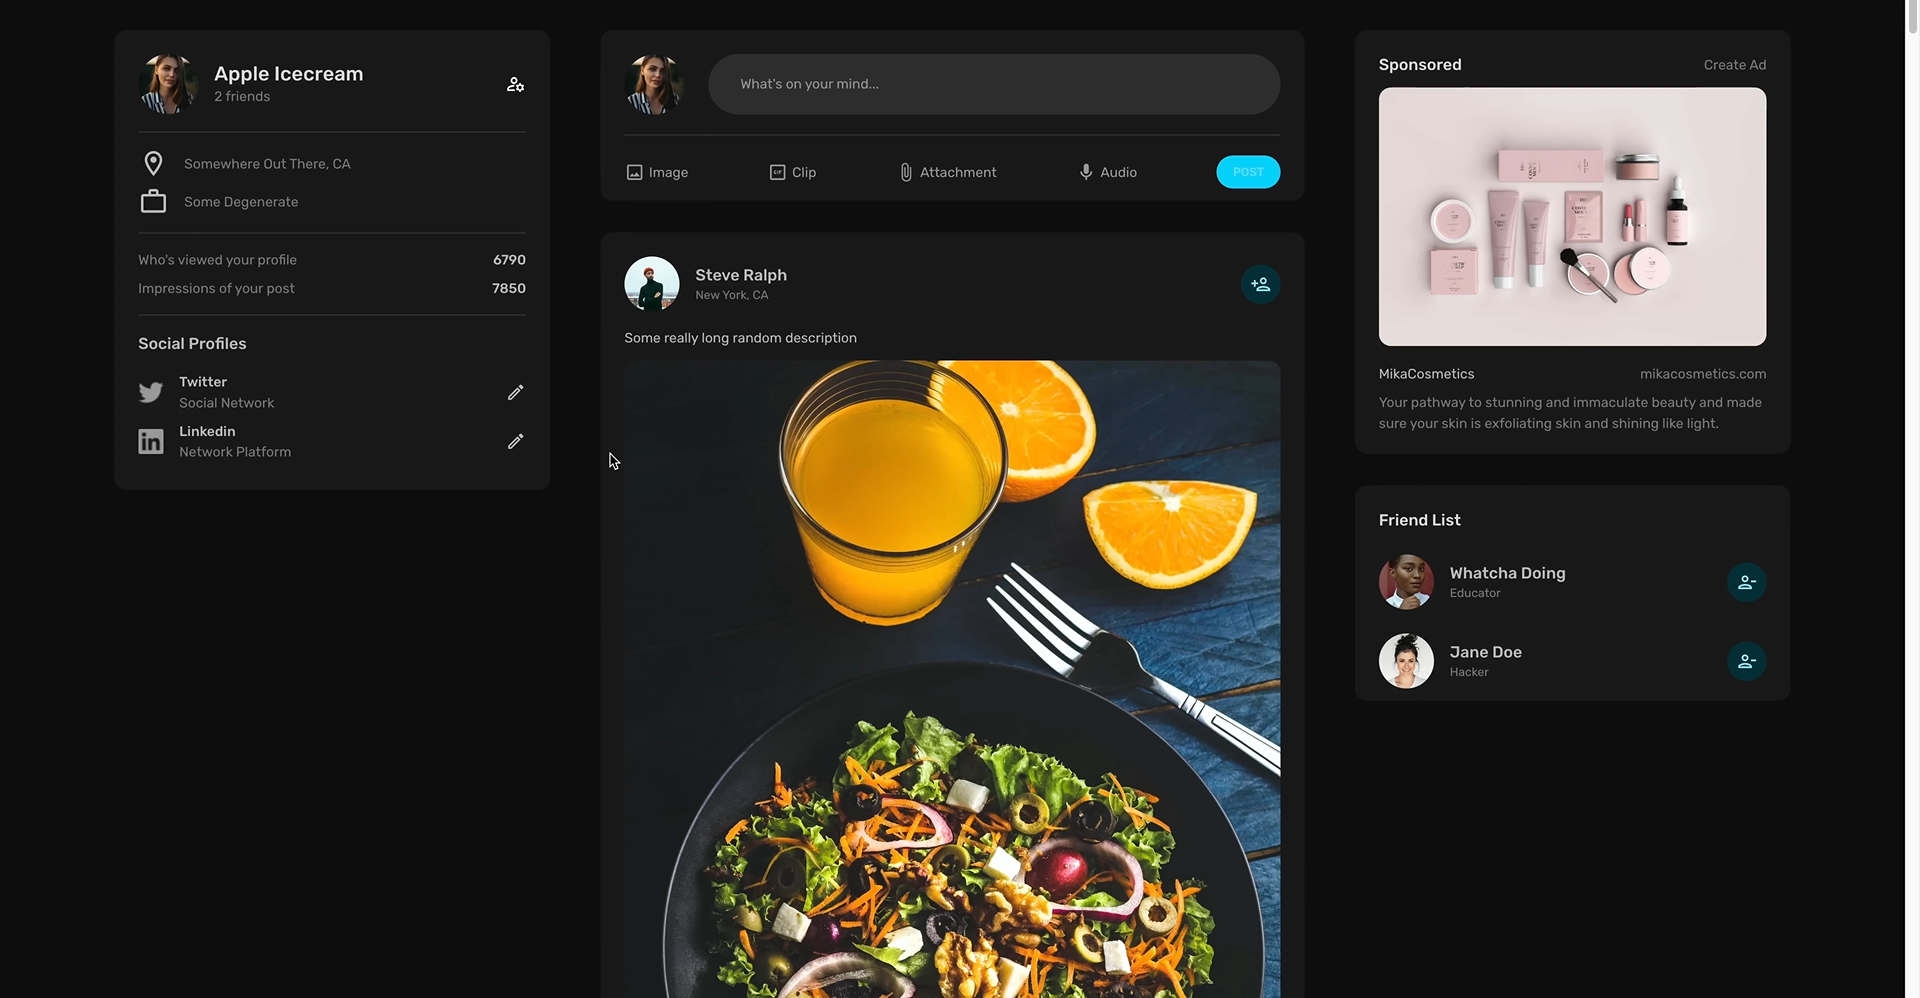 Apple Icecream
2 friends
Somewhere Out There, CA
Some Degenerate
Who's viewed your profile 6790
Impressions of your post 7850
Social Profiles
Twitter
Social Network
Linkedin
Network Platform
What's on your mind...
Image GIF Clip Attachment Audio POST
Steve Ralph
New York, CA
Some really long random description
Sponsored Create Ad
MikaCosmetics mikacosmetics.com
Your pathway to stunning and immaculate beauty and made
sure your skin is exfoliating skin and shining like light.
Friend List
Whatcha Doing
Educator
Jane Doe
Hacker